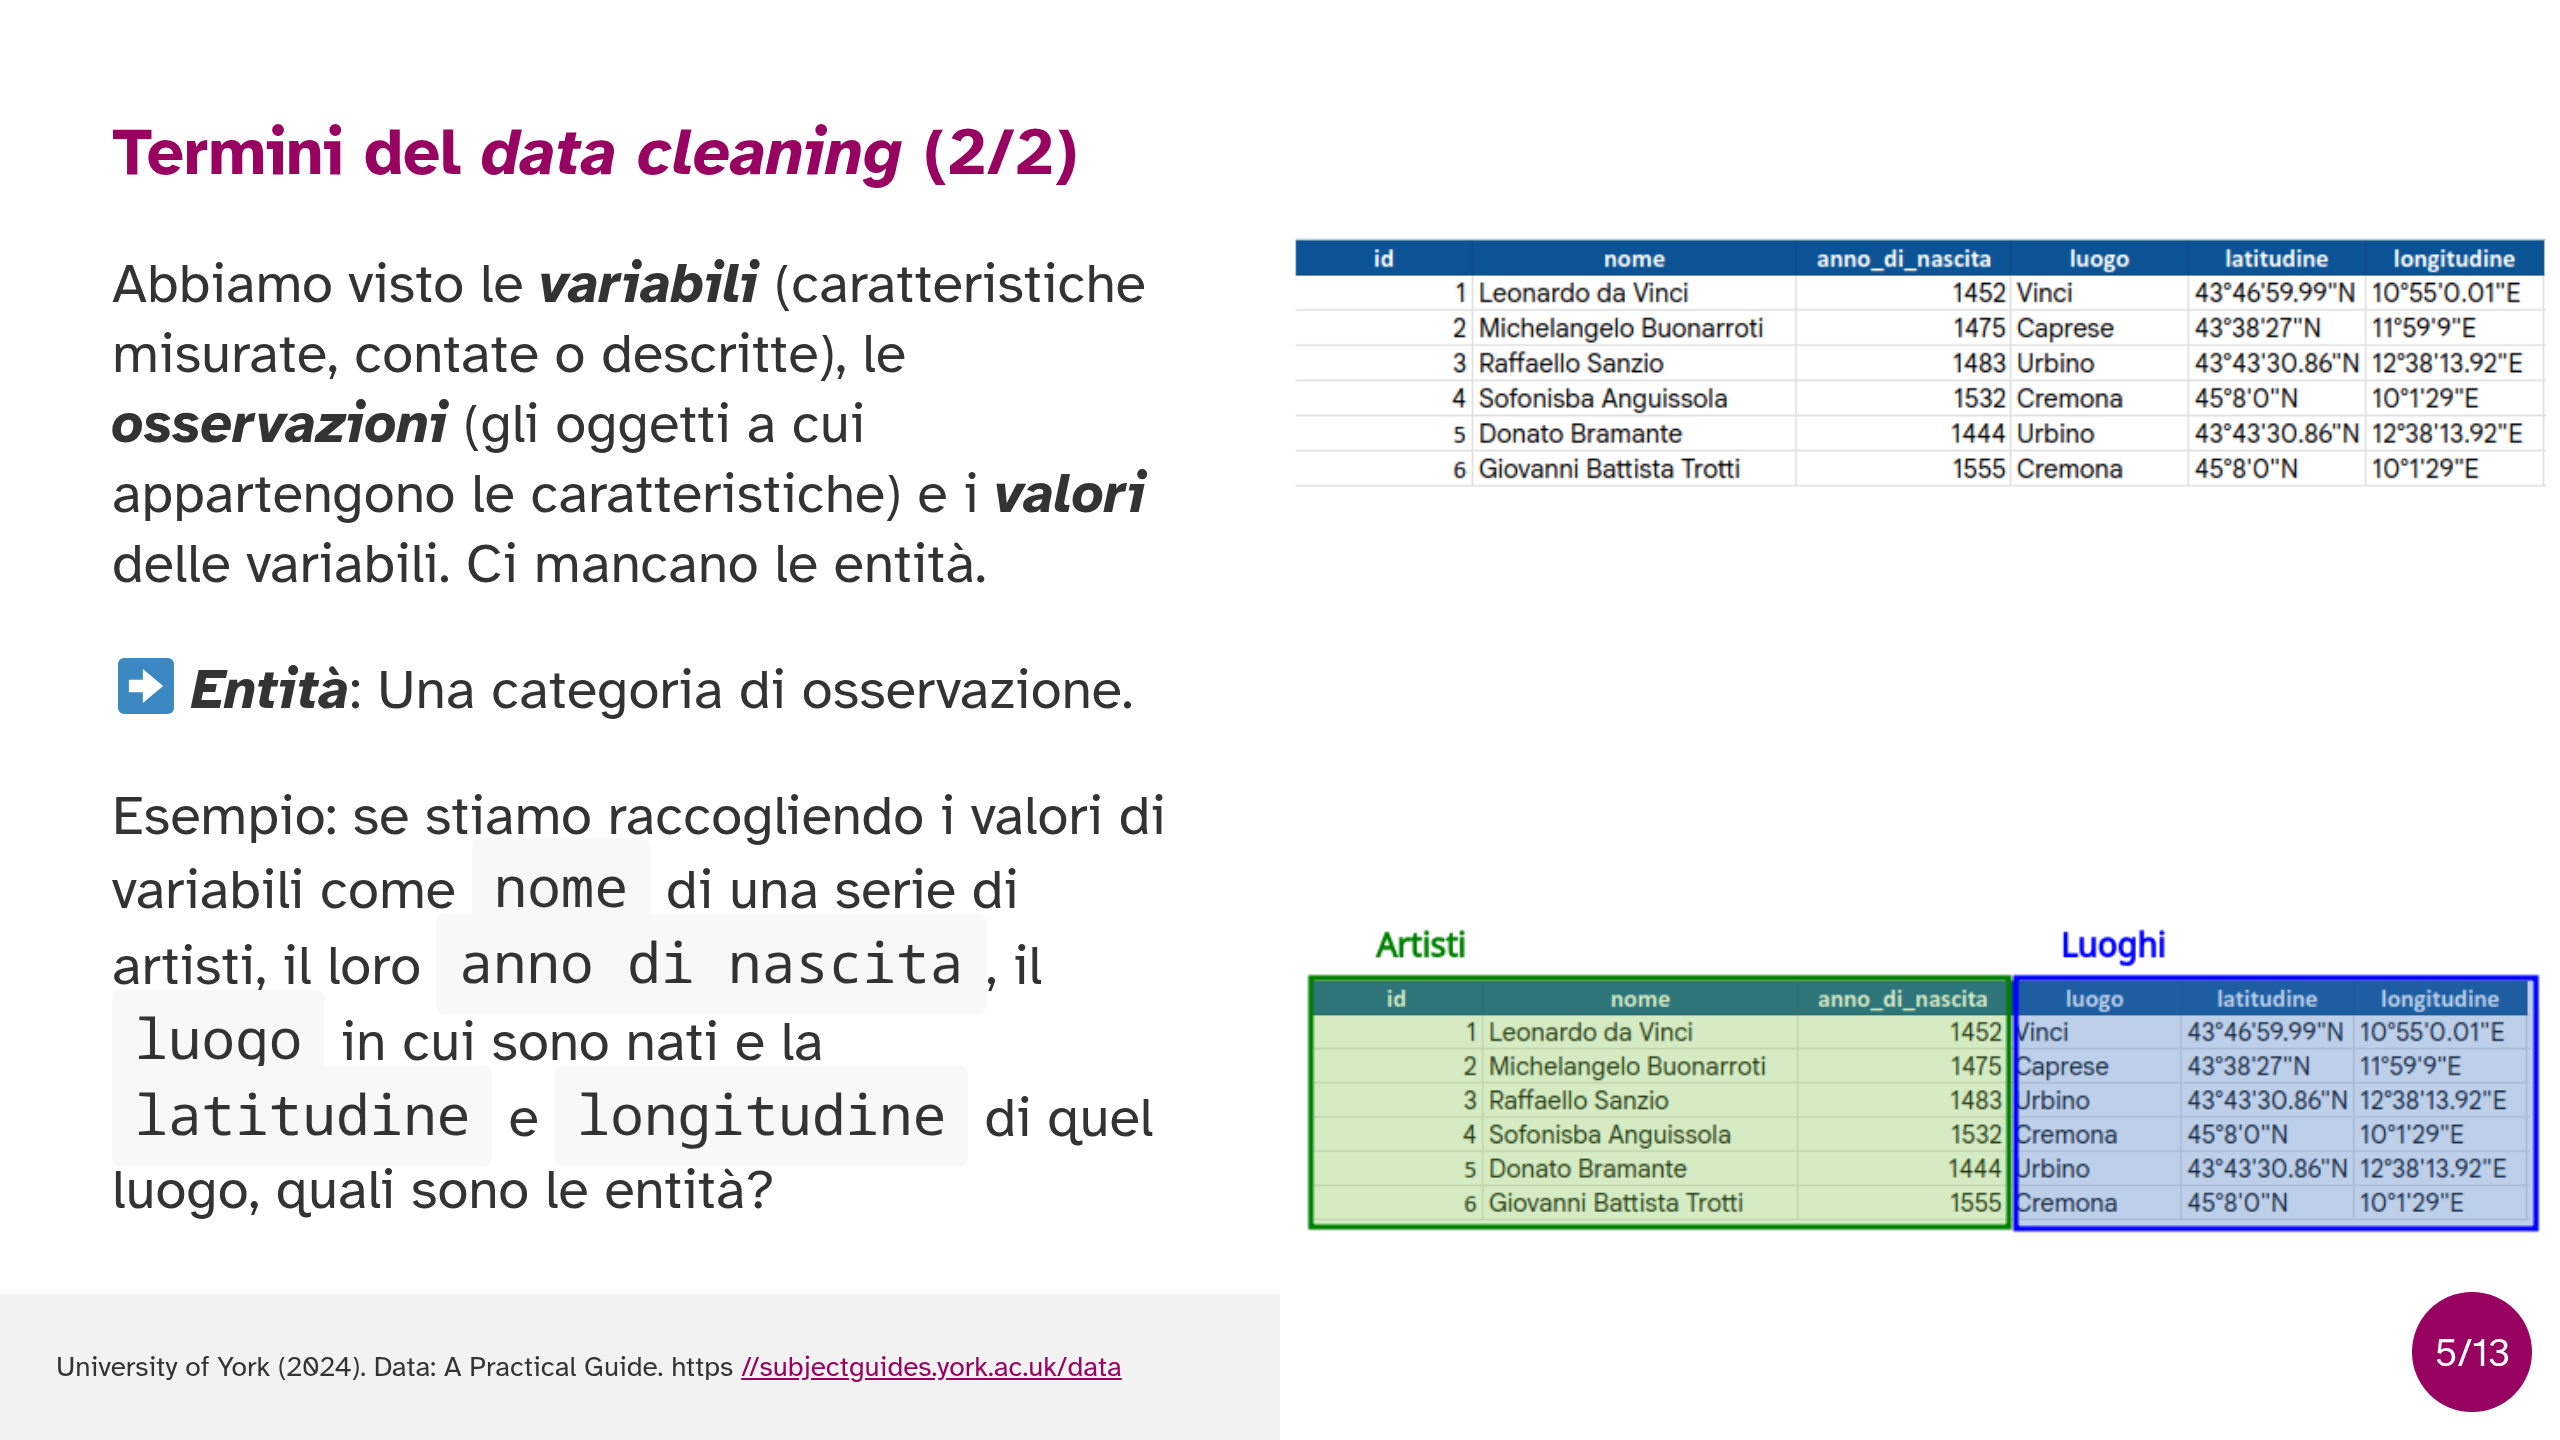 Termini del data cleaning (2/2)
Abbiamo visto le variabili (caratteristiche
misurate, contate o descritte), le
osservazioni (gli oggetti a cui
appartengono le caratteristiche) e i valori
delle variabili. Ci mancano le entità.
➡ Entità: Una categoria di osservazione.
Esempio: se stiamo raccogliendo i valori di
variabili come nome di una serie di
artisti, il loro anno di nascita, il
luogo in cui sono nati e la
latitudine e longitudine di quel
luogo, quali sono le entità?
id nome anno_di_nascita luogo latitudine longitudine
1 Leonardo da Vinci 1452 Vinci 43°46'59.99"N 10°55'0.01"E
2 Michelangelo Buonarroti 1475 Caprese 43°38'27"N 11°59'9"E
3 Raffaello Sanzio 1483 Urbino 43°43'30.86"N 12°38'13.92"E
4 Sofonisba Anguissola 1532 Cremona 45°8'0"N 10°1'29"E
5 Donato Bramante 1444 Urbino 43°43'30.86"N 12°38'13.92"E
6 Giovanni Battista Trotti 1555 Cremona 45°8'0"N 10°1'29"E
Artisti Luoghi
id nome anno_di_nascita luogo latitudine longitudine
1 Leonardo da Vinci 1452 Vinci 43°46'59.99"N 10°55'0.01"E
2 Michelangelo Buonarroti 1475 Caprese 43°38'27"N 11°59'9"E
3 Raffaello Sanzio 1483 Urbino 43°43'30.86"N 12°38'13.92"E
4 Sofonisba Anguissola 1532 Cremona 45°8'0"N 10°1'29"E
5 Donato Bramante 1444 Urbino 43°43'30.86"N 12°38'13.92"E
6 Giovanni Battista Trotti 1555 Cremona 45°8'0"N 10°1'29"E
University of York (2024). Data: A Practical Guide. https //subjectguides.york.ac.uk/data
5/13